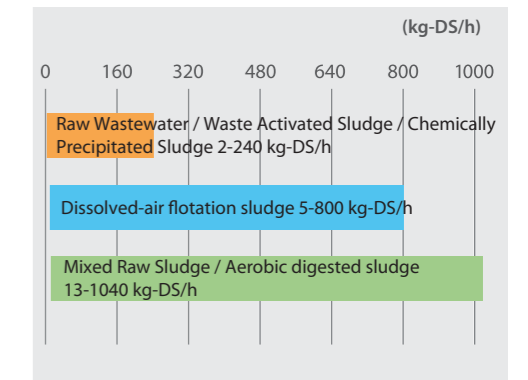 (kg-DS/h)
0 160 320 480 640 800 1000
Raw Wastewater / Waste Activated Sludge / Chemically
Precipitated Sludge 2-240 kg-DS/h
Dissolved-air flotation sludge 5-800 kg-DS/h
Mixed Raw Sludge / Aerobic digested sludge
13-1040 kg-DS/h